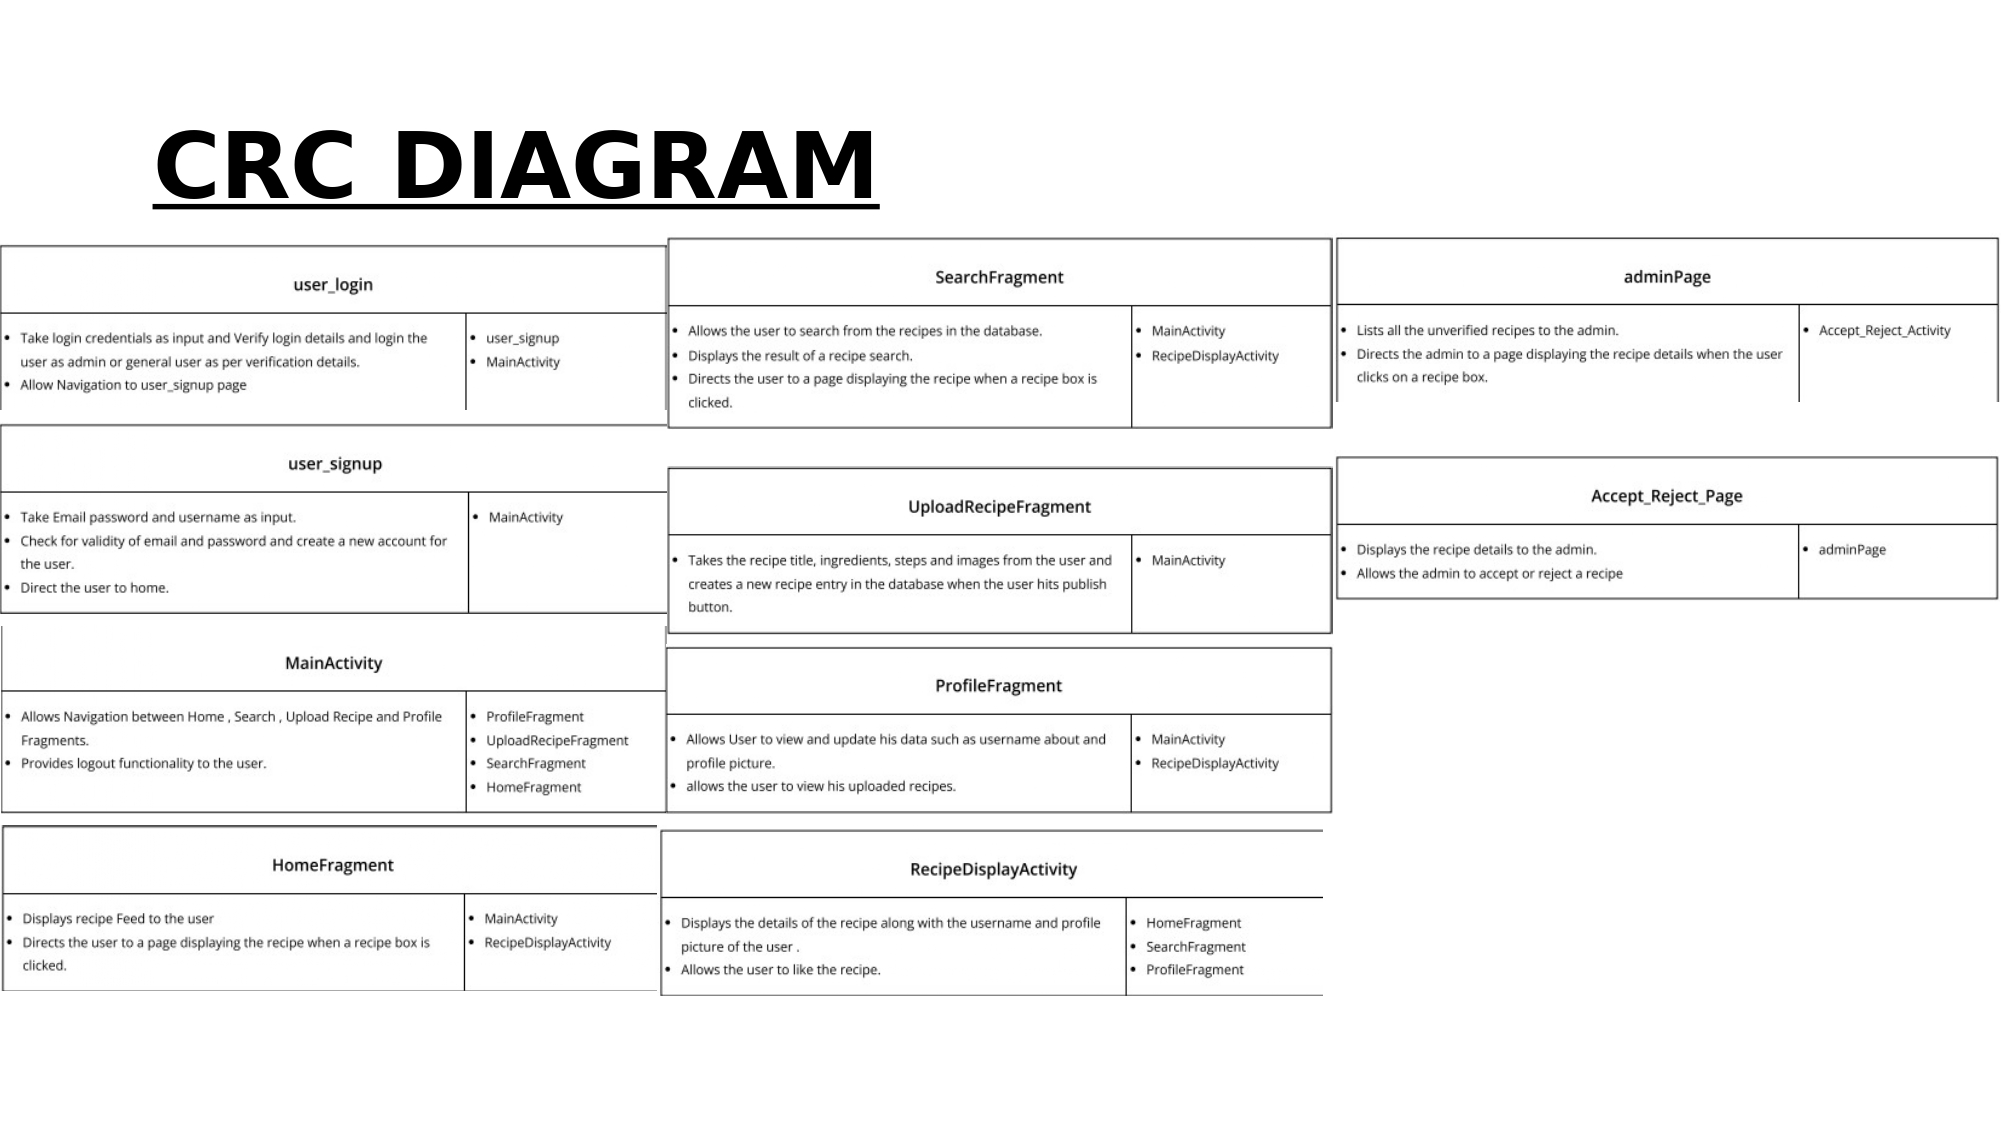 CRC DIAGRAM
user_login
• Take login credentials as input and Verify login details and login the
user as admin or general user as per verification details.
• Allow Navigation to user_signup page
• user_signup
• MainActivity
user_signup
• Take Email password and username as input.
• Check for validity of email and password and create a new account for
the user.
• Direct the user to home.
• MainActivity
MainActivity
• Allows Navigation between Home , Search , Upload Recipe and Profile
Fragments.
• Provides logout functionality to the user.
• ProfileFragment
• UploadRecipeFragment
• SearchFragment
• HomeFragment
HomeFragment
• Displays recipe Feed to the user
• Directs the user to a page displaying the recipe when a recipe box is
clicked.
• MainActivity
• RecipeDisplayActivity
SearchFragment
• Allows the user to search from the recipes in the database.
• Displays the result of a recipe search.
• Directs the user to a page displaying the recipe when a recipe box is
clicked.
• MainActivity
• RecipeDisplayActivity
UploadRecipeFragment
• Takes the recipe title, ingredients, steps and images from the user and
creates a new recipe entry in the database when the user hits publish
button.
• MainActivity
ProfileFragment
• Allows User to view and update his data such as username about and
profile picture.
• allows the user to view his uploaded recipes.
• MainActivity
• RecipeDisplayActivity
RecipeDisplayActivity
• Displays the details of the recipe along with the username and profile
picture of the user .
• Allows the user to like the recipe.
• HomeFragment
• SearchFragment
• ProfileFragment
adminPage
• Lists all the unverified recipes to the admin.
• Directs the admin to a page displaying the recipe details when the user
clicks on a recipe box.
• Accept_Reject_Activity
Accept_Reject_Page
• Displays the recipe details to the admin.
• Allows the admin to accept or reject a recipe
• adminPage